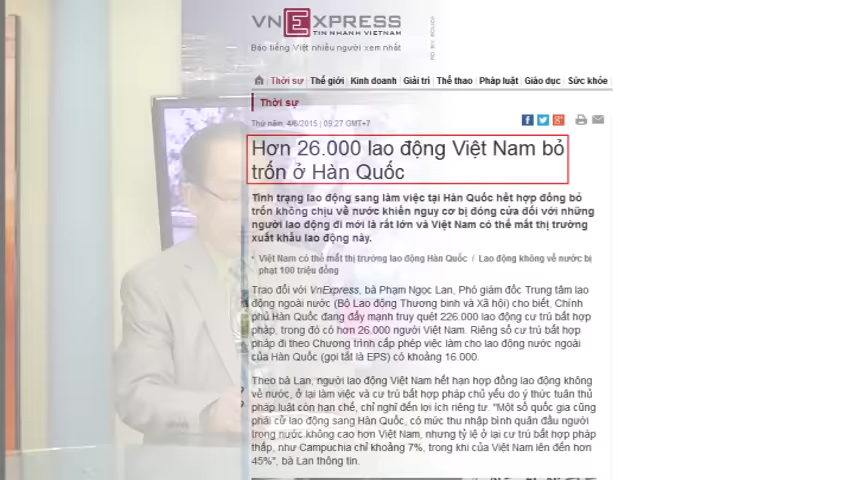 VNEXPRESS
TIN NHANH VIETNAM
Báo tiếng Việt nhiều người xem nhất
Thời sự Thế giới Kinh doanh Giải trí Thể thao Pháp luật Giáo dục Sức khỏe
Thời sự
Thứ năm, 4/6/2015 | 09:27 GMT+7
Hơn 26.000 lao động Việt Nam bỏ
trốn ở Hàn Quốc
Tình trạng lao động sang làm việc tại Hàn Quốc hết hợp đồng bỏ
trốn không chịu về nước khiến nguy cơ bị đóng cửa đối với những
người lao động đi mới là rất lớn và Việt Nam có thể mất thị trường
xuất khẩu lao động này.
Việt Nam có thể mất thị trường lao động Hàn Quốc / Lao động không về nước bị
phạt 100 triệu đồng
Trao đổi với VnExpress, bà Phạm Ngọc Lan, Phó giám đốc Trung tâm lao
động ngoài nước (Bộ Lao động Thương binh và Xã hội) cho biết, Chính
phủ Hàn Quốc đang đẩy mạnh truy quét 226.000 lao động cư trú bất hợp
pháp, trong đó có hơn 26.000 người Việt Nam. Riêng số cư trú bất hợp
pháp đi theo Chương trình cấp phép việc làm cho lao động nước ngoài
của Hàn Quốc (gọi tắt là EPS) có khoảng 16.000.
Theo bà Lan, người lao động Việt Nam hết hạn hợp đồng lao động không
về nước, ở lại làm việc và cư trú bất hợp pháp chủ yếu do ý thức tuân thủ
pháp luật còn hạn chế, chỉ nghĩ đến lợi ích riêng tư. "Một số quốc gia cũng
phái cử lao động sang Hàn Quốc, có mức thu nhập bình quân đầu người
trong nước không cao hơn Việt Nam, nhưng tỷ lệ ở lại cư trú bất hợp pháp
thấp, như Campuchia chỉ khoảng 7%, trong khi của Việt Nam lên đến hơn
45%", bà Lan thông tin.